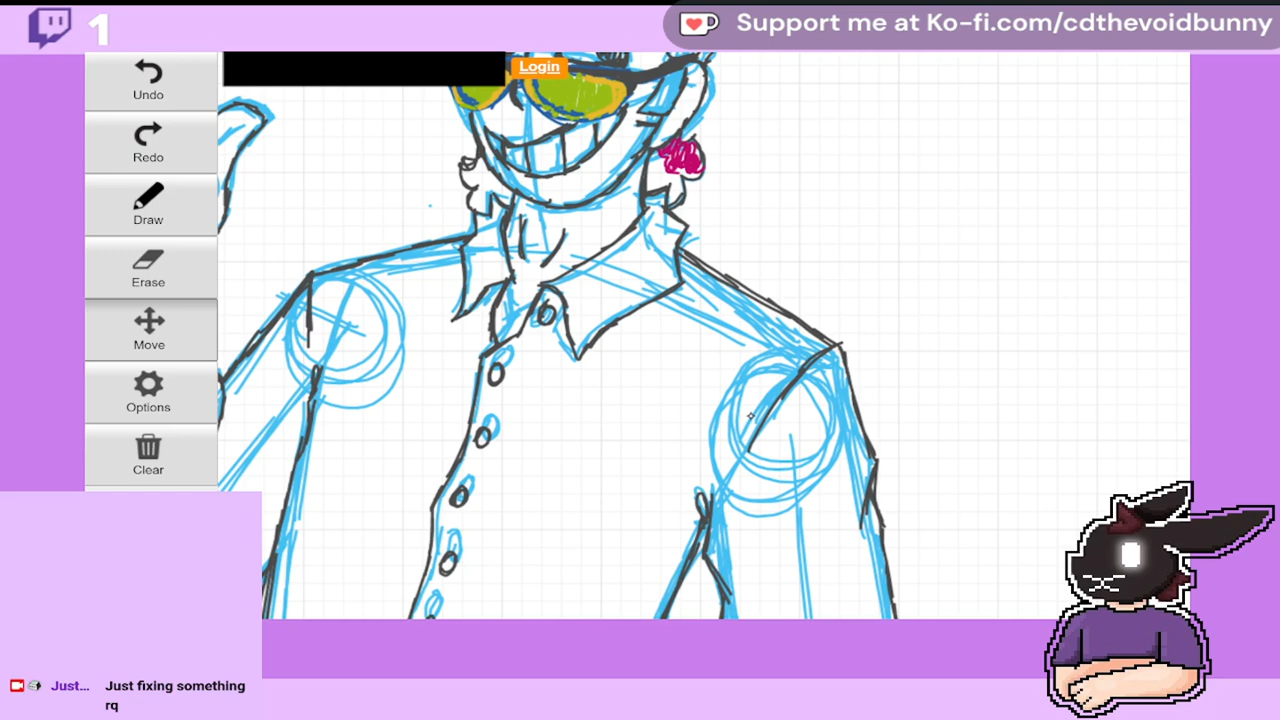 1
Support me at Ko-fi.com/cdthevoidbunny
Login
Undo
Redo
Draw
Erase
Move
Options
Clear
Just... Just fixing something
rq